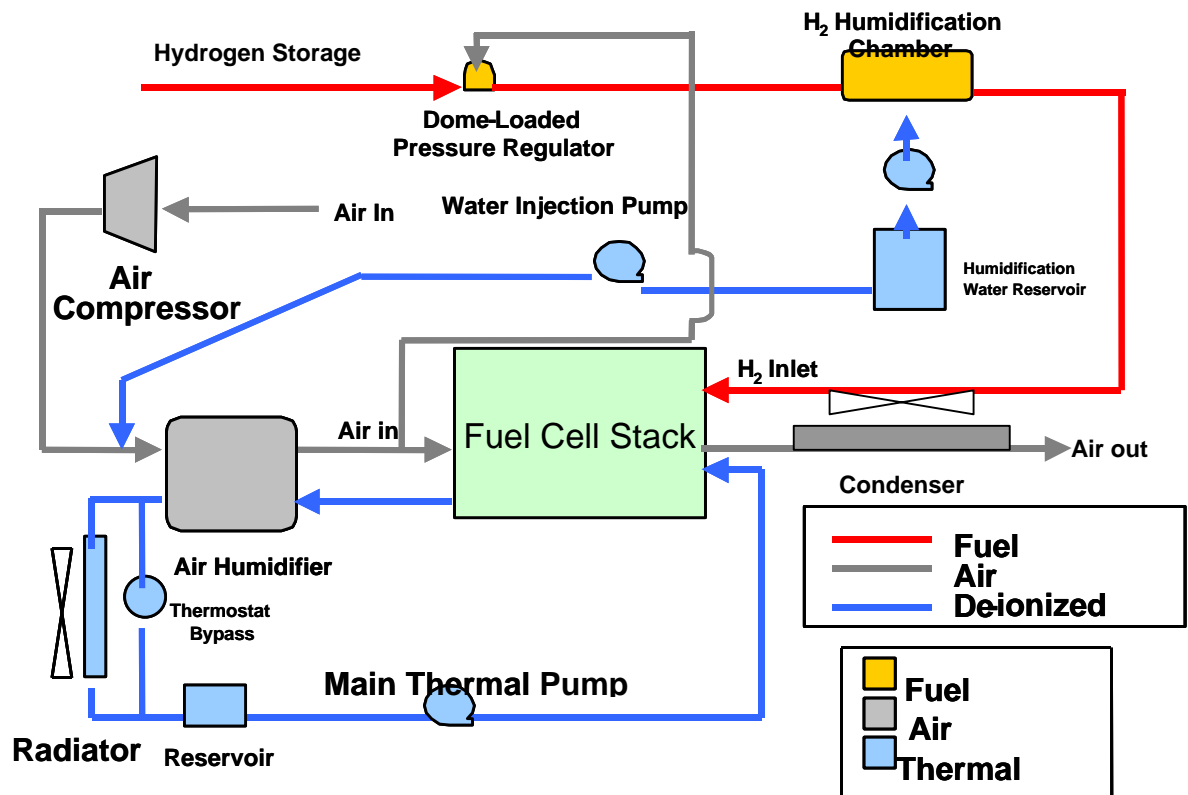 H2 Humidification
Chamber
Hydrogen Storage
Dome-Loaded
Pressure Regulator
Air In
Water Injection Pump
Air
Compressor
Humidification
Water Reservoir
H2 Inlet
Air in
Fuel Cell Stack
Air out
Condenser
Air Humidifier
Thermostat
Bypass
Fuel
Air
De-ionized
Main Thermal Pump
Radiator
Reservoir
Fuel
Air
Thermal